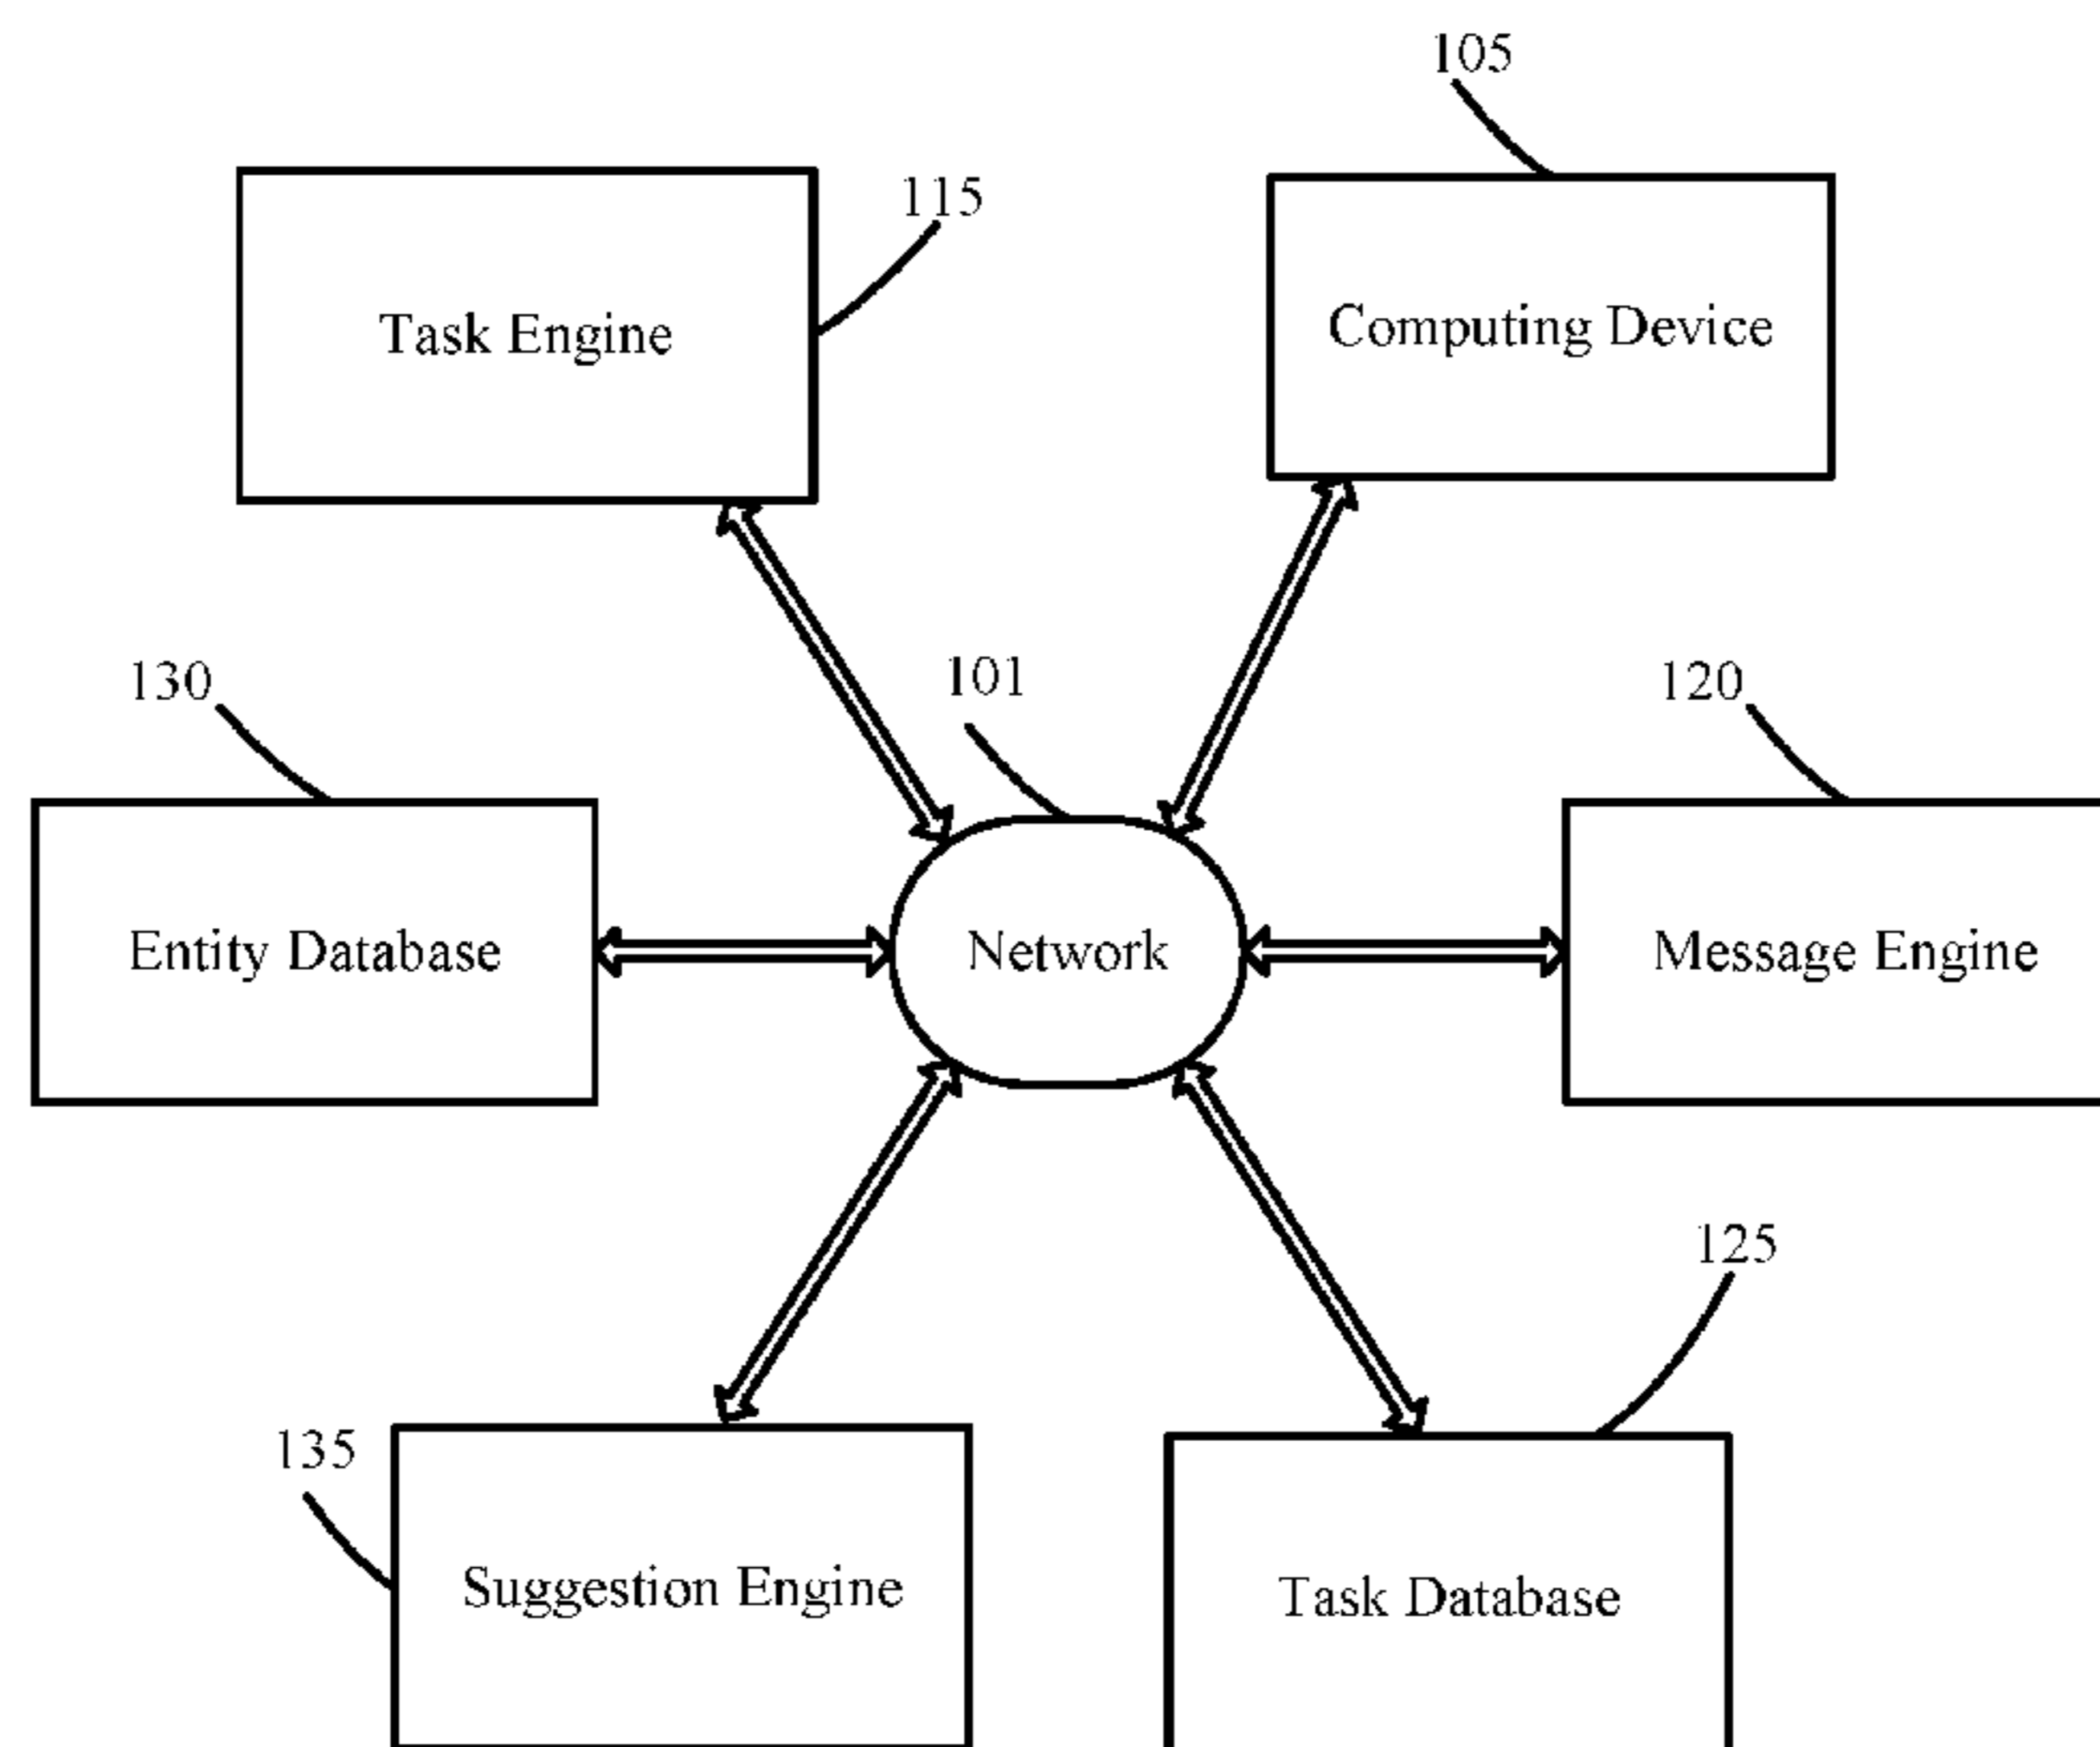 105
115
Task Engine
Computing Device
130
101
120
Entity Database
Network
Message Engine
125
135
Suggestion Engine
Task Database